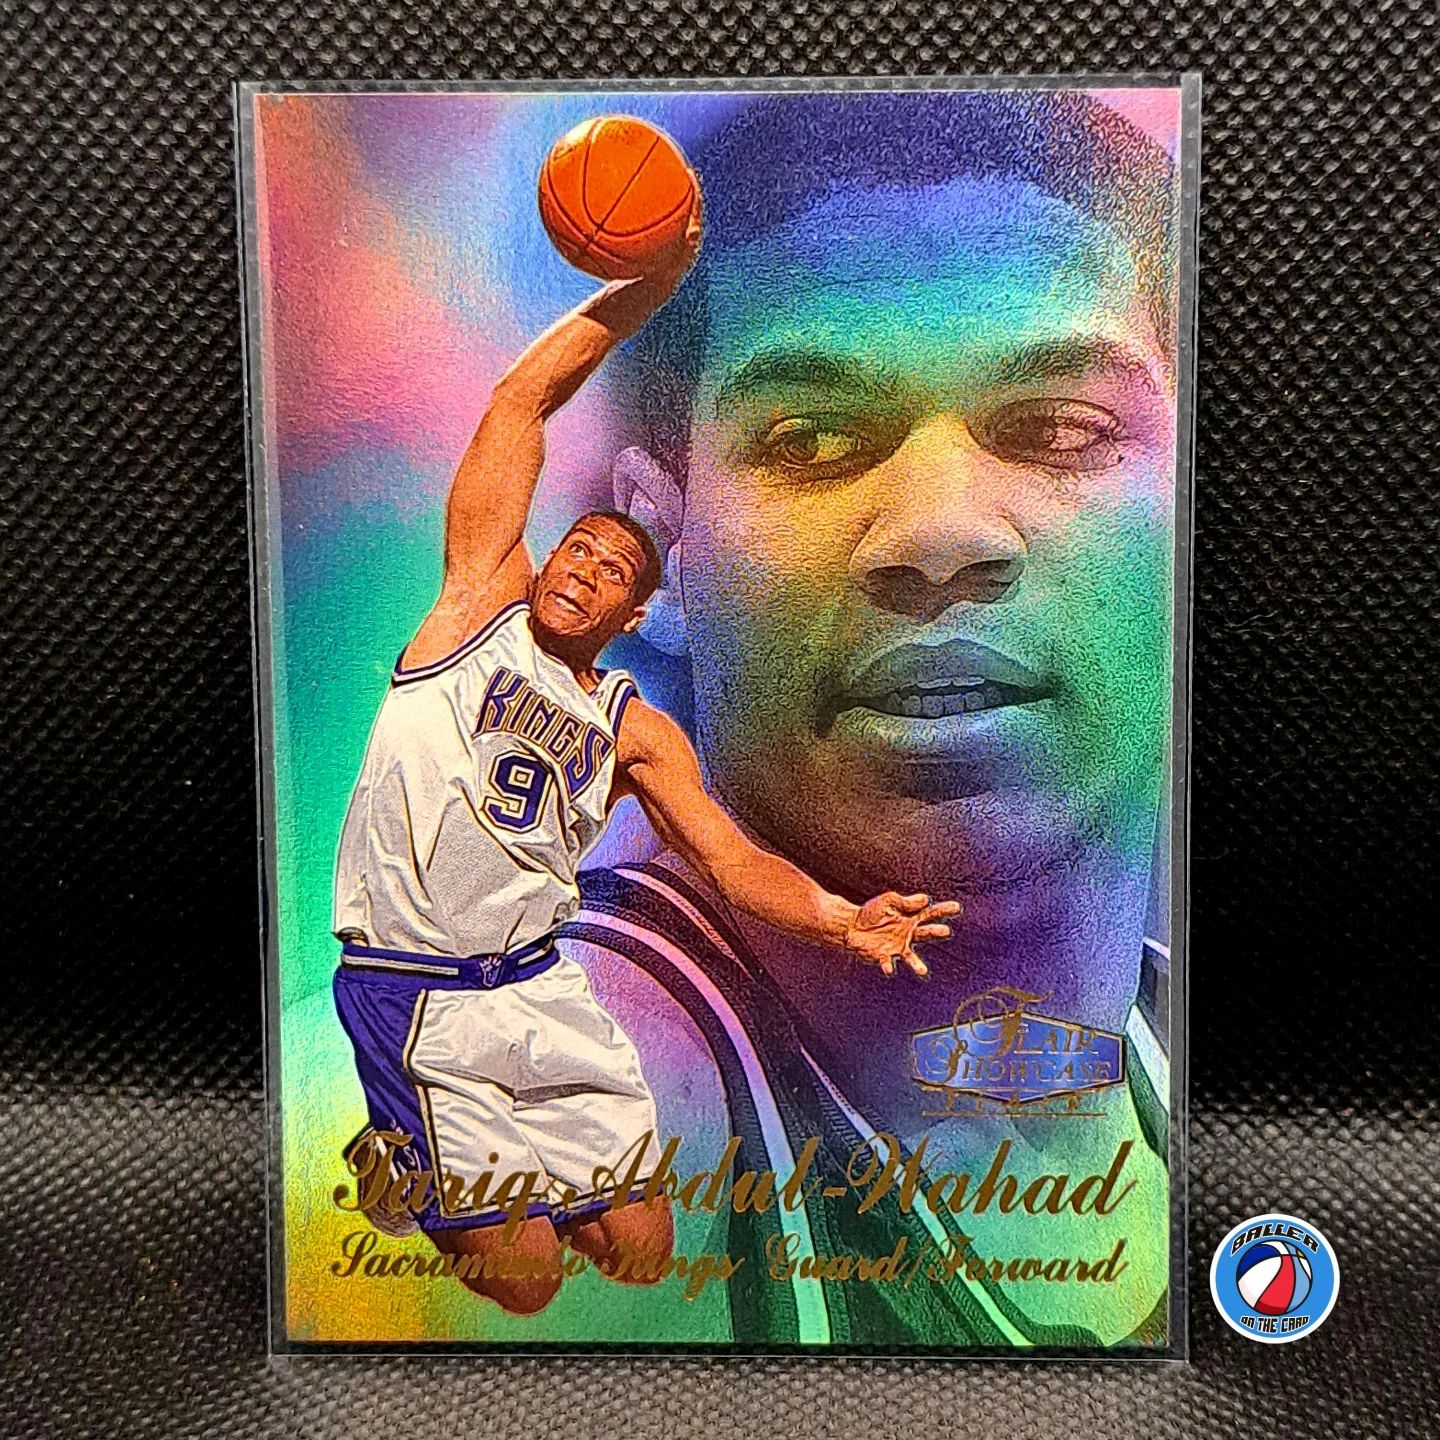 KINGS
9
FLAIR
SHOWCASE
Tariq Abdul-Wahad
Sacramento Kings Guard/Forward
BALLER
ON THE CARD